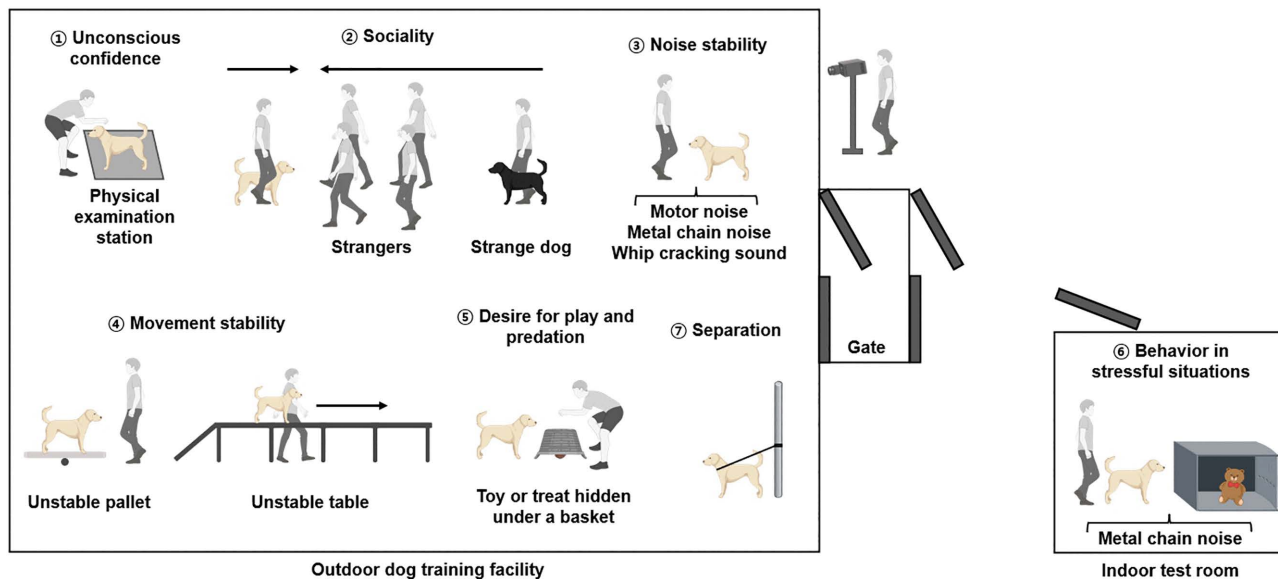 ① Unconscious
confidence
② Sociality
③ Noise stability
Physical
examination
station
Strangers
Strange dog
Motor noise
Metal chain noise
Whip cracking sound
④ Movement stability
⑤ Desire for play and
predation
⑦ Separation
Gate
⑥ Behavior in
stressful situations
Unstable pallet
Unstable table
Toy or treat hidden
under a basket
Metal chain noise
Outdoor dog training facility
Indoor test room